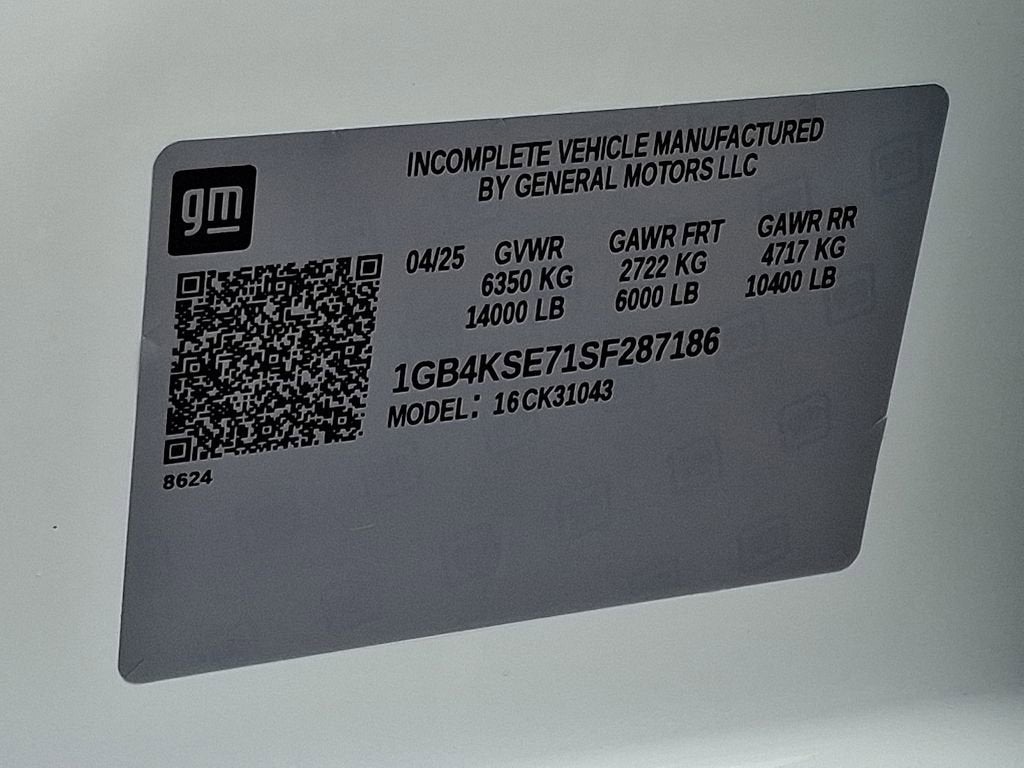 gm
INCOMPLETE VEHICLE MANUFACTURED
BY GENERAL MOTORS LLC
04/25 GVWR GAWR FRT GAWR RR
6350 KG 2722 KG 4717 KG
14000 LB 6000 LB 10400 LB
1GB4KSE71SF287186
MODEL: 16CK31043
8624